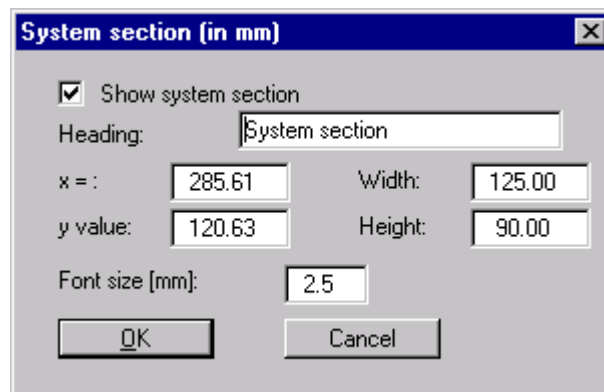 System section (in mm)
Show system section
Heading: System section
x = : 285.61 Width: 125.00
y value: 120.63 Height: 90.00
Font size [mm]: 2.5
OK Cancel